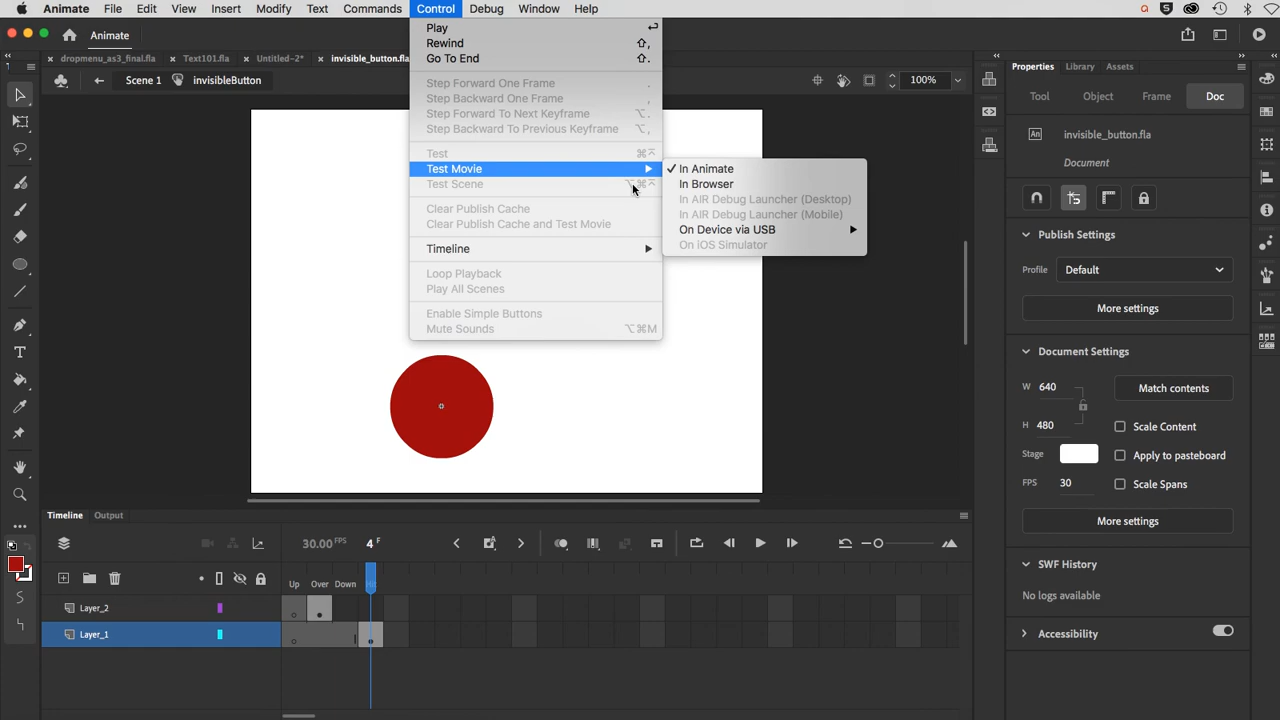 Animate File Edit View Insert Modify Text Commands Control Debug Window Help
Animate
dropmenu_as3_final.fla Text101.fla Untitled-2* invisible_button.fla
Scene 1 invisibleButton 100%
Play
Rebwind
Go To End
Step Forward One Frame .
Step Backward One Frame ,
Step Forward To Next Keyframe ⌥.
Step Backward To Previous Keyframe ⌥,
Test ⌘
Test Movie
Test Scene ⌥⌘
Clear Publish Cache
Clear Publish Cache and Test Movie
Timeline
Loop Playback
Play All Scenes
Enable Simple Buttons
Mute Sounds ⌥⌘M
✓ In Animate
In Browser
In AIR Debug Launcher (Desktop)
In AIR Debug Launcher (Mobile)
On Device via USB
On iOS Simulator
Properties Library Assets
Tool Object Frame Doc
An invisible_button.fla
Document
Publish Settings
Profile Default
More settings
Document Settings
W 640 Match contents
H 480 Scale Content
Stage Apply to pasteboard
FPS 30 Scale Spans
More settings
SWF History
No logs available
Accessibility
Timeline Output
30.00 FPS 4 F
Up Over Down Hit
Layer_2
Layer_1